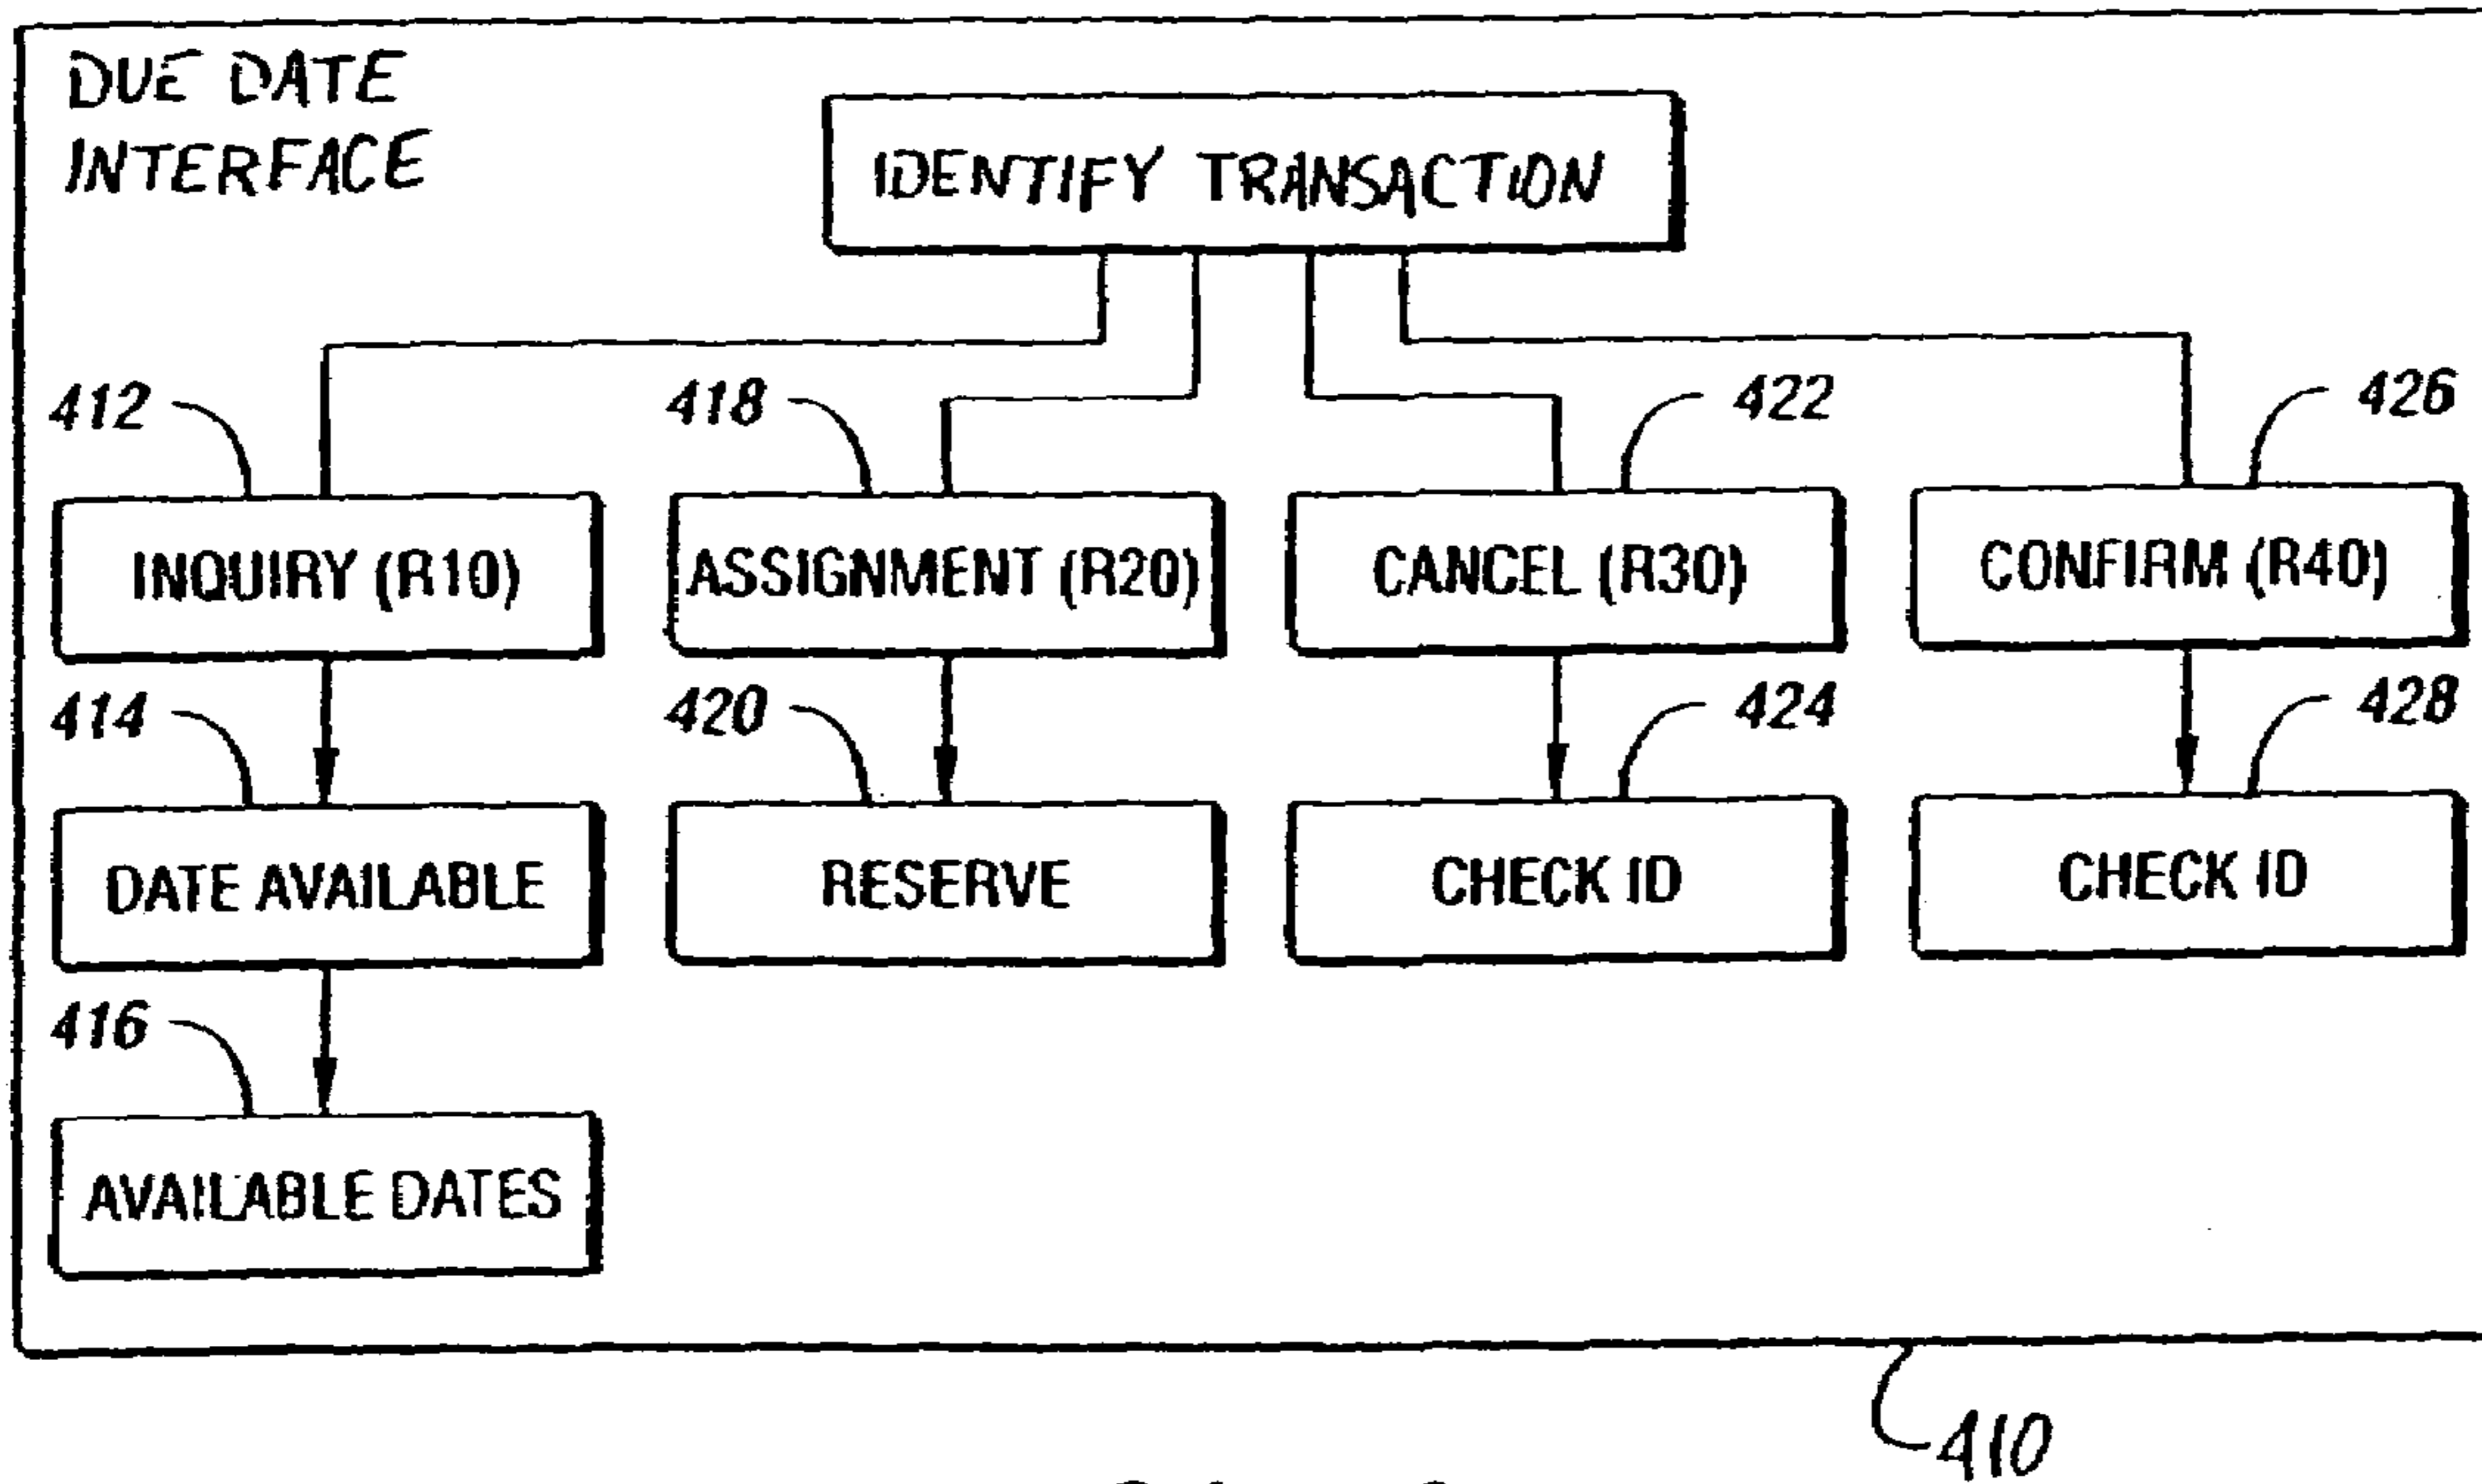 DUE DATE
INTERFACE
IDENTIFY TRANSACTION
412
418
422
426
INQUIRY (R10)
ASSIGNMENT (R20)
CANCEL (R30)
CONFIRM (R40)
414
420
424
428
DATE AVAILABLE
RESERVE
CHECK ID
CHECK ID
416
AVAILABLE DATES
410